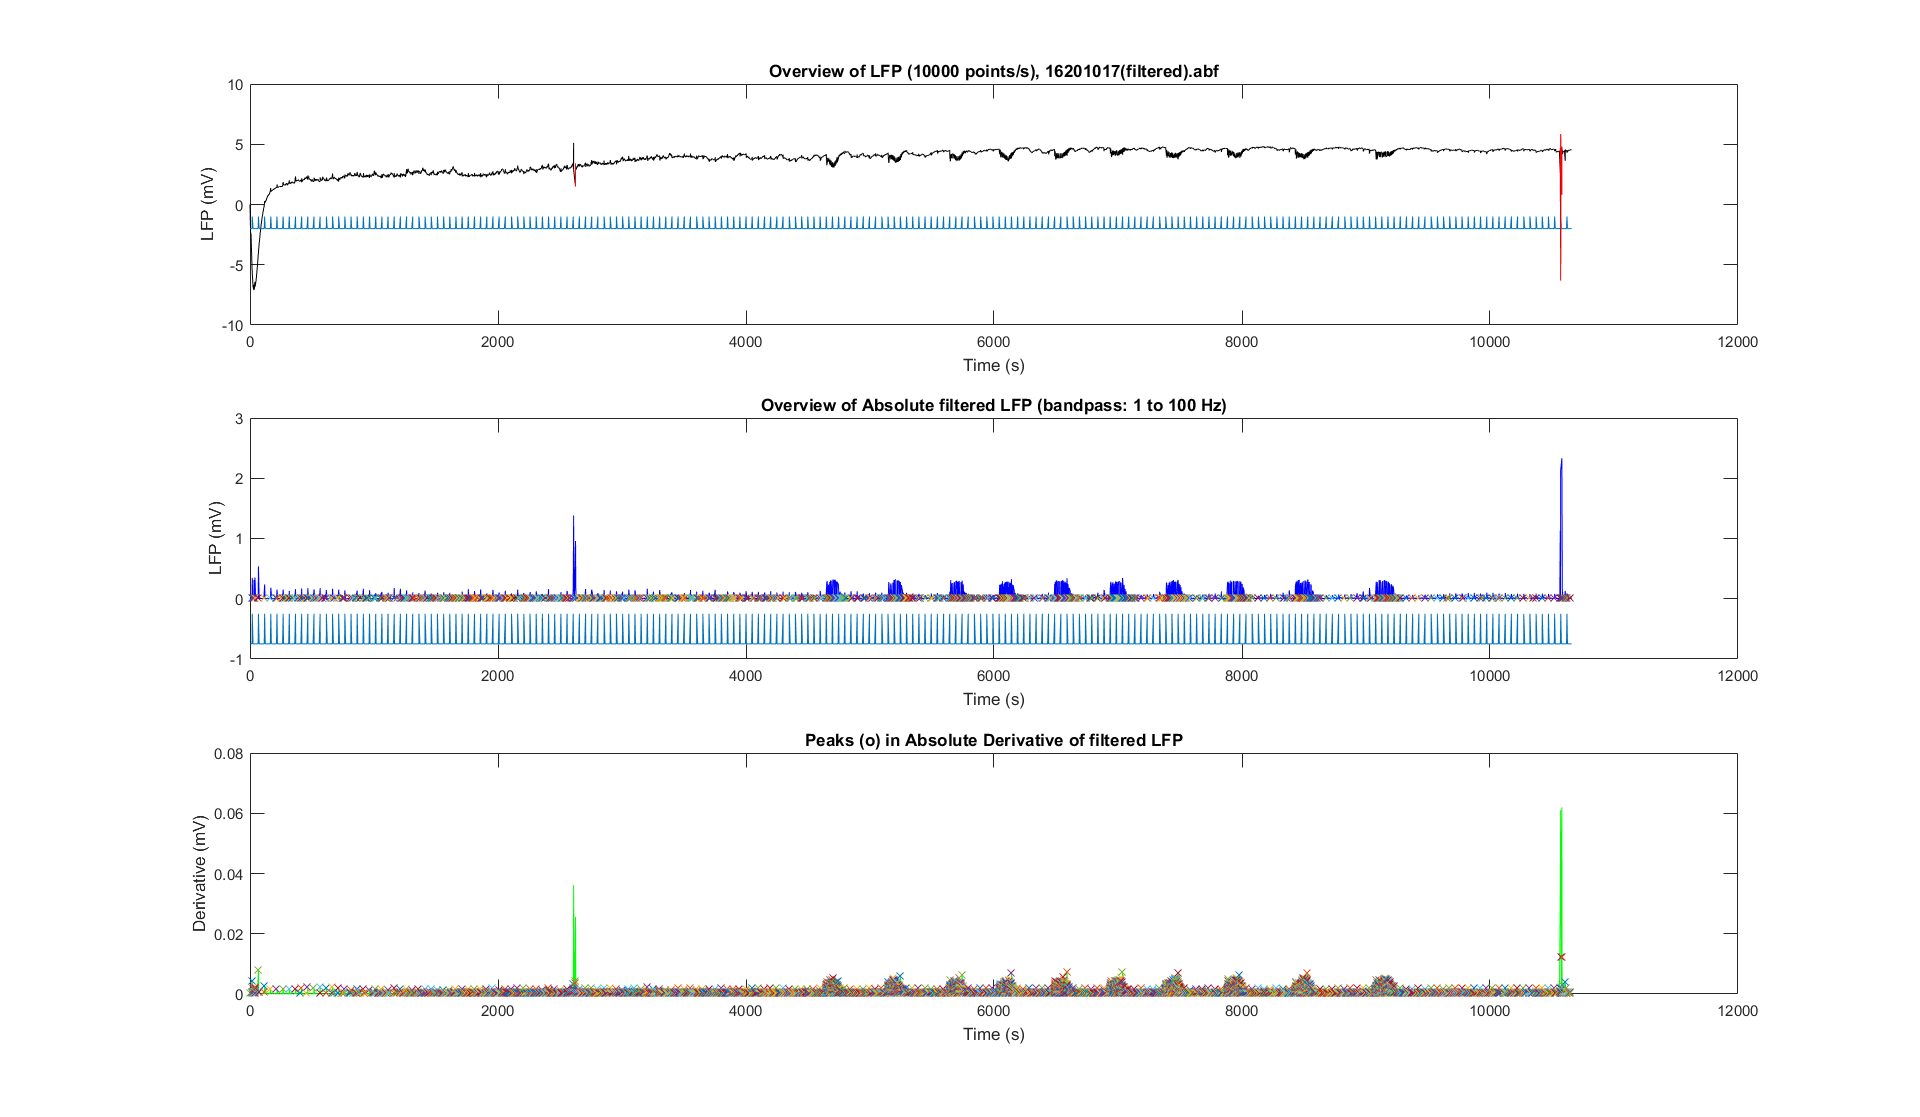 Overview of LFP (10000 points/s), 16201017(filtered).abf
10
5
0
-5
-10
LFP (mV)
0 2000 4000 6000 8000 10000 12000
Time (s)
Overview of Absolute filtered LFP (bandpass: 1 to 100 Hz)
3
2
1
0
-1
LFP (mV)
0 2000 4000 6000 8000 10000 12000
Time (s)
Peaks (o) in Absolute Derivative of filtered LFP
0.08
0.06
0.04
0.02
0
Derivative (mV)
0 2000 4000 6000 8000 10000 12000
Time (s)